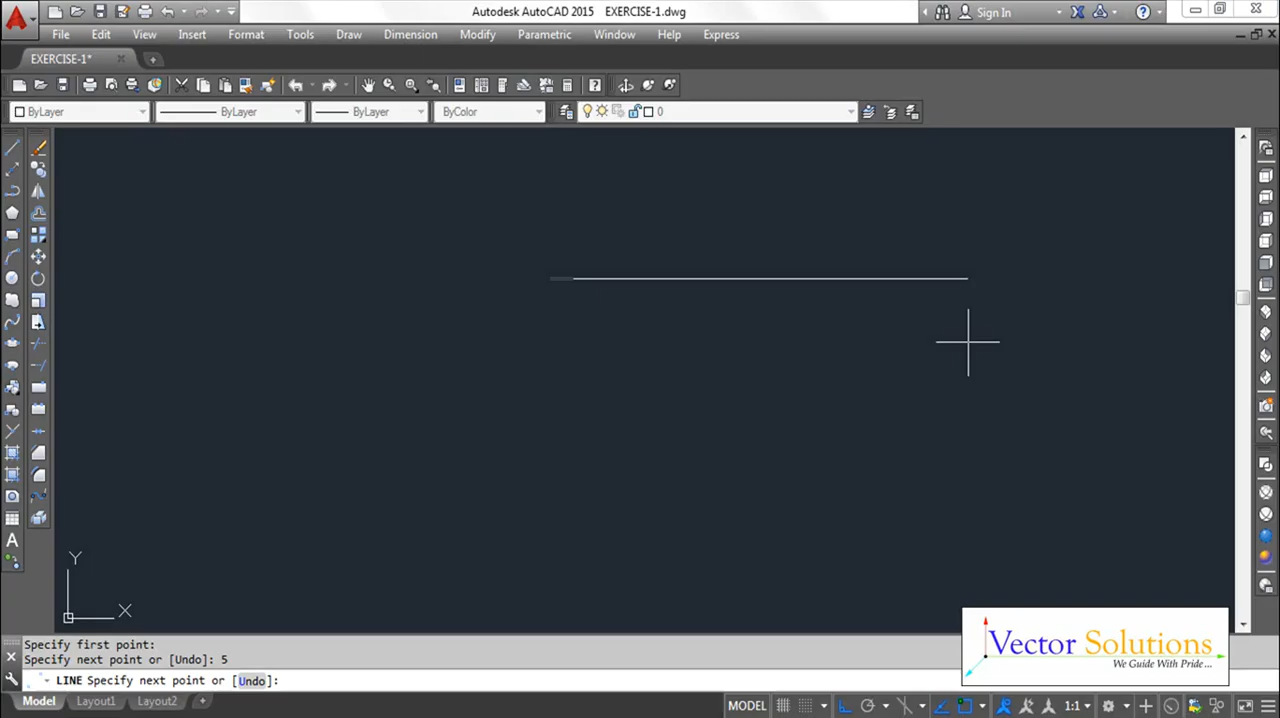 Autodesk AutoCAD 2015 EXERCISE-1.dwg
Sign In
File Edit View Insert Format Tools Draw Dimension Modify Parametric Window Help Express
EXERCISE-1*
ByLayer ByLayer ByLayer ByColor 0
A
Y
X
Specify first point:
Specify next point or [Undo]: 5
LINE Specify next point or [Undo]:
Vector Solutions
We Guide With Pride...
Model Layout1 Layout2 + MODEL 1:1